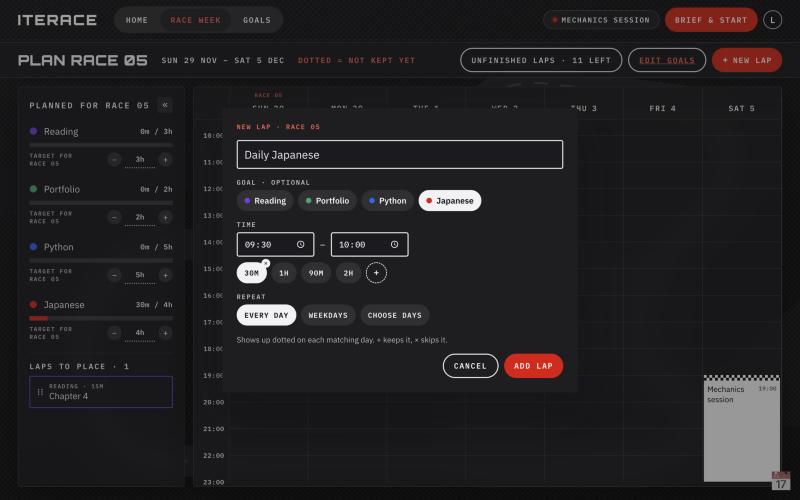 ITERACE
HOME
RACE WEEK
GOALS
MECHANICS SESSION
BRIEF & START
L
PLAN RACE 05
SUN 29 NOV – SAT 5 DEC
DOTTED = NOT KEPT YET
UNFINISHED LAPS · 11 LEFT
EDIT GOALS
+ NEW LAP
PLANNED FOR RACE 05
«
Reading
0m / 3h
TARGET FOR
RACE 05
−
3h
+
Portfolio
0m / 2h
TARGET FOR
RACE 05
−
2h
+
Python
0m / 5h
TARGET FOR
RACE 05
−
5h
+
Japanese
30m / 4h
TARGET FOR
RACE 05
−
4h
+
LAPS TO PLACE · 1
READING · 15M
Chapter 4
RACE 05
THU 3
FRI 4
SAT 5
10:00
11:00
12:00
13:00
14:00
15:00
16:00
17:00
18:00
19:00
20:00
21:00
22:00
23:00
NEW LAP · RACE 05
Daily Japanese
GOAL · OPTIONAL
Reading
Portfolio
Python
Japanese
TIME
09:30
–
10:00
30M
×
1H
90M
2H
+
REPEAT
EVERY DAY
WEEKDAYS
CHOOSE DAYS
Shows up dotted on each matching day. + keeps it, × skips it.
CANCEL
ADD LAP
Mechanics
session
19:00
17